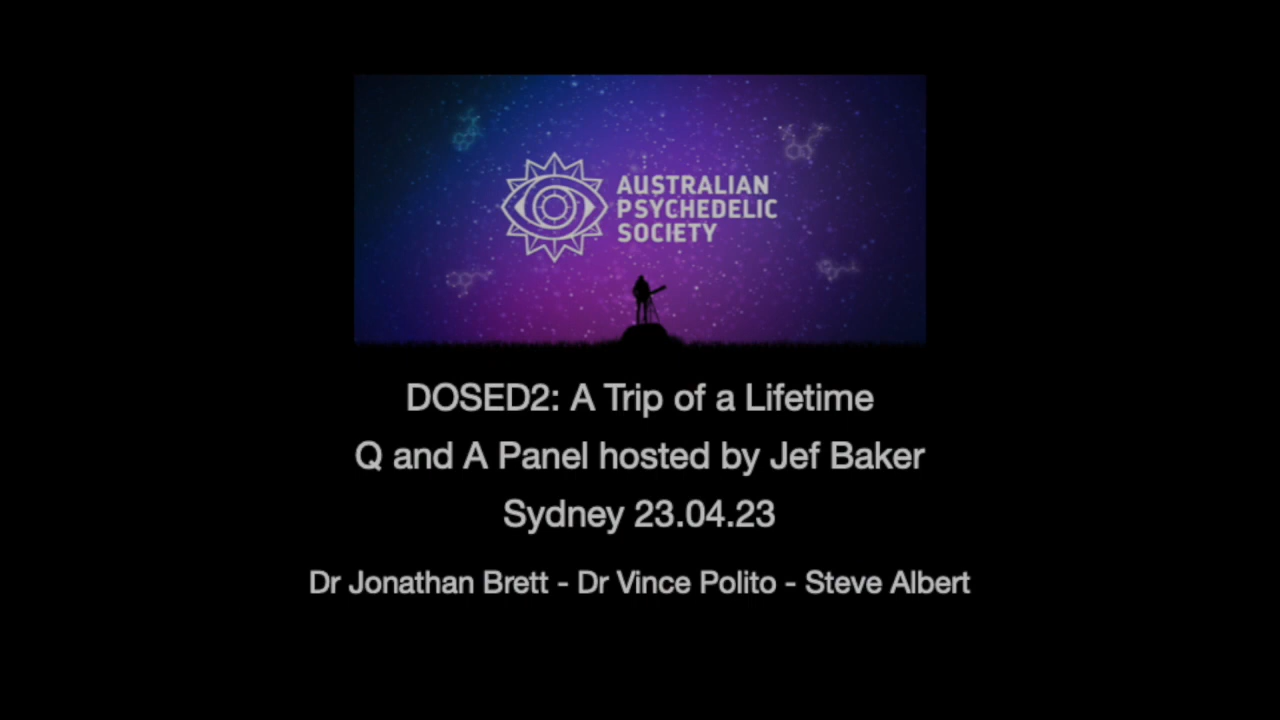 AUSTRALIAN
PSYCHEDELIC
SOCIETY
DOSED2: A Trip of a Lifetime
Q and A Panel hosted by Jef Baker
Sydney 23.04.23
Dr Jonathan Brett - Dr Vince Polito - Steve Albert